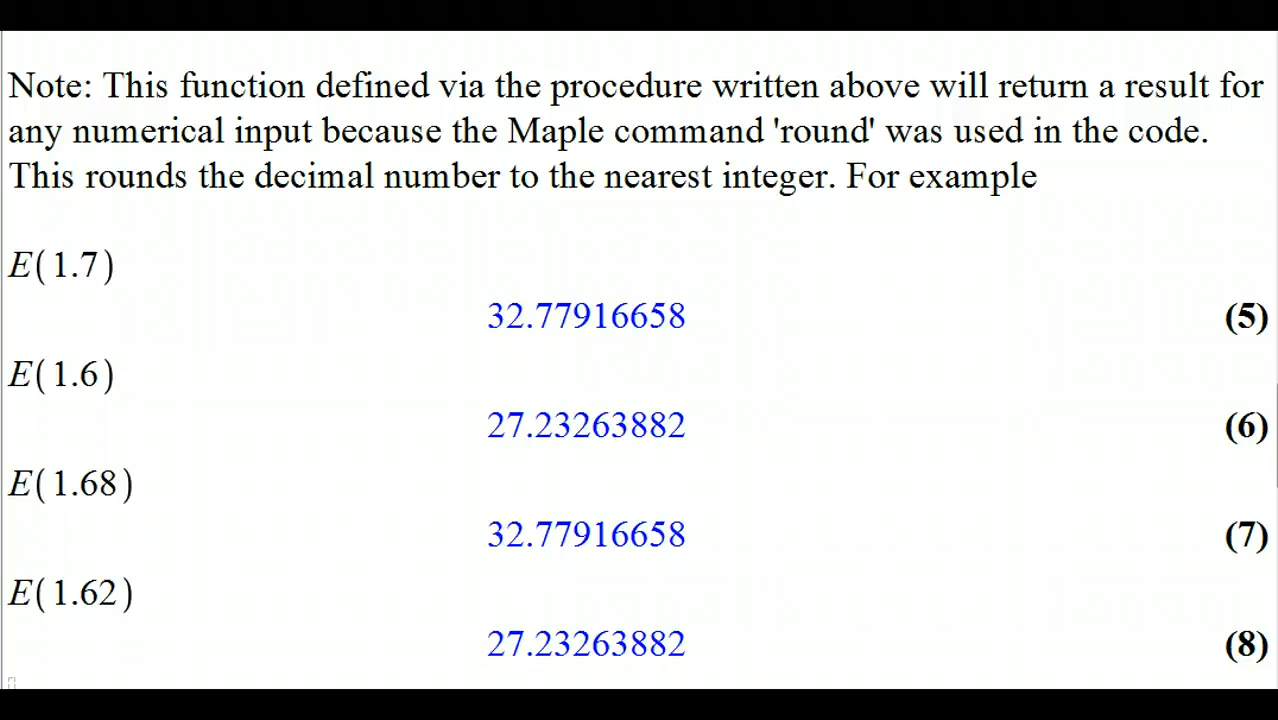 Note: This function defined via the procedure written above will return a result for
any numerical input because the Maple command 'round' was used in the code.
This rounds the decimal number to the nearest integer. For example
E(1.7)
32.77916658 (5)
E(1.6)
27.23263882 (6)
E(1.68)
32.77916658 (7)
E(1.62)
27.23263882 (8)